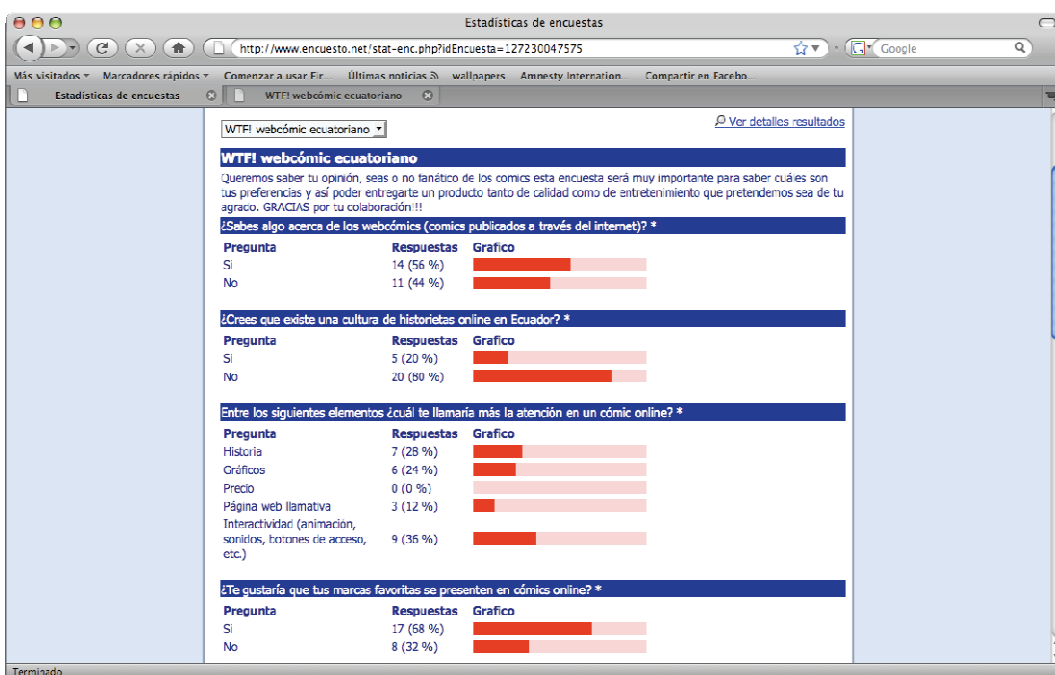 Estadísticas de encuestas
http://www.encuesto.net/stat-enc.php?idEncuesta=127230047575
Google
Más visitados Marcadores rápidos Comenzar a usar Fir... Últimas noticias wallpapers Amnesty Internation... Compartir en Facebo...
Estadísticas de encuestas WTF! webcómic ecuatoriano
WTF! webcómic ecuatoriano Ver detalles resultados
WTF! webcómic ecuatoriano
Queremos saber tu opinión, seas o no fanático de los comics esta encuesta será muy importante para saber cuáles son
tus preferencias y así poder entregarte un producto tanto de calidad como de entretenimiento que pretendemos sea de tu
agrado. GRACIAS por tu colaboración!!!
¿Sabes algo acerca de los webcómics (comics publicados a través del internet)? *
Pregunta Respuestas Grafico
Si 14 (56 %)
No 11 (44 %)
¿Crees que existe una cultura de historietas online en Ecuador? *
Pregunta Respuestas Grafico
Si 5 (20 %)
No 20 (80 %)
Entre los siguientes elementos ¿cuál te llamaría más la atención en un cómic online? *
Pregunta Respuestas Grafico
Historia 7 (28 %)
Gráficos 6 (24 %)
Precio 0 (0 %)
Página web llamativa 3 (12 %)
Interactividad (animación,
sonidos, botones de acceso, 9 (36 %)
etc.)
¿Te gustaría que tus marcas favoritas se presenten en cómics online? *
Pregunta Respuestas Grafico
Si 17 (68 %)
No 8 (32 %)
Terminado